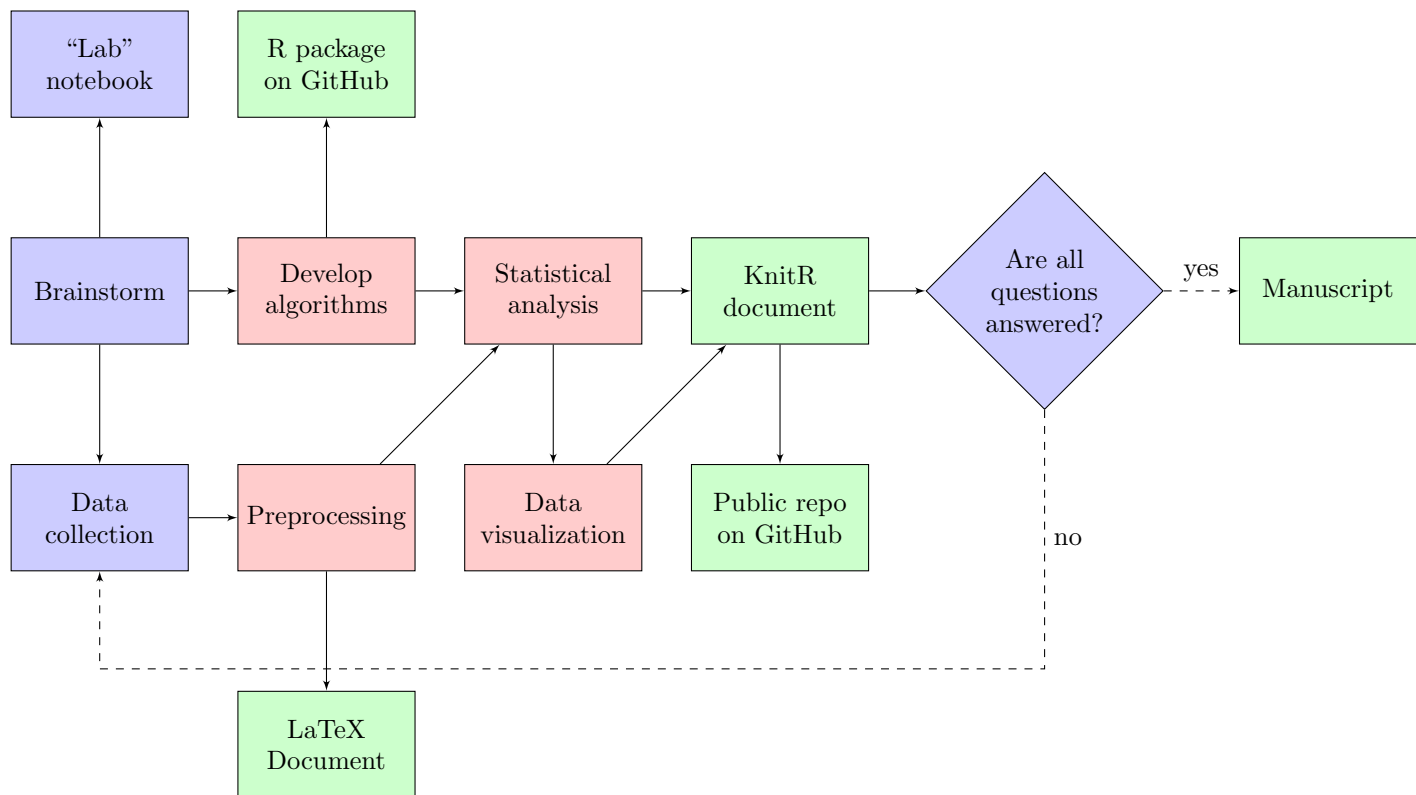 “Lab”
notebook
R package
on GitHub
Brainstorm
Develop
algorithms
Statistical
analysis
KnitR
document
Are all
questions
answered?
yes
Manuscript
Data
collection
Preprocessing
Data
visualization
Public repo
on GitHub
no
LaTeX
Document